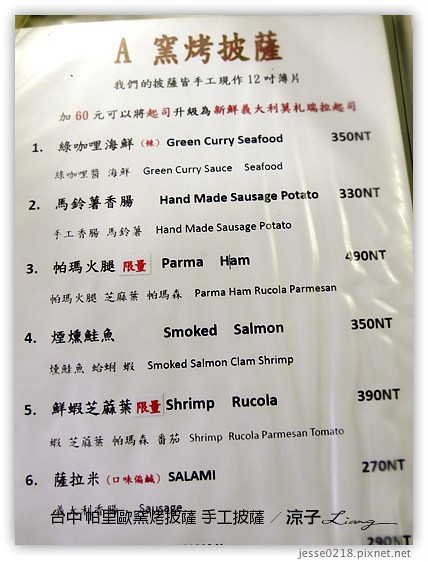 A 窯烤披薩
我們的披薩皆手工現作12吋薄片
加 60元可以將起司升級為新鮮義大利莫札瑞拉起司
1. 綠咖哩海鮮(辣) Green Curry Seafood 350NT
綠咖哩醬 海鮮 Green Curry Sauce Seafood
2. 馬鈴薯香腸 Hand Made Sausage Potato 330NT
手工香腸 馬鈴薯 Hand Made Sausage Potato
3. 帕瑪火腿 限量 Parma Ham 490NT
帕瑪火腿 芝麻葉 帕瑪森 Parma Ham Rucola Parmesan
4. 煙燻鮭魚 Smoked Salmon 350NT
燻鮭魚 蛤蜊 蝦 Smoked Salmon Clam Shrimp
5. 鮮蝦芝蔴葉 限量 Shrimp Rucola 390NT
蝦 芝蔴葉 帕瑪森 番茄 Shrimp Rucola Parmesan Tomato
6. 薩拉米(口味偏鹹) SALAMI 270NT
義大利香腸 Sausage
台中 帕里歐窯烤披薩 手工披薩 / 涼子 Liang
290NT
jesse0218.pixnet.net